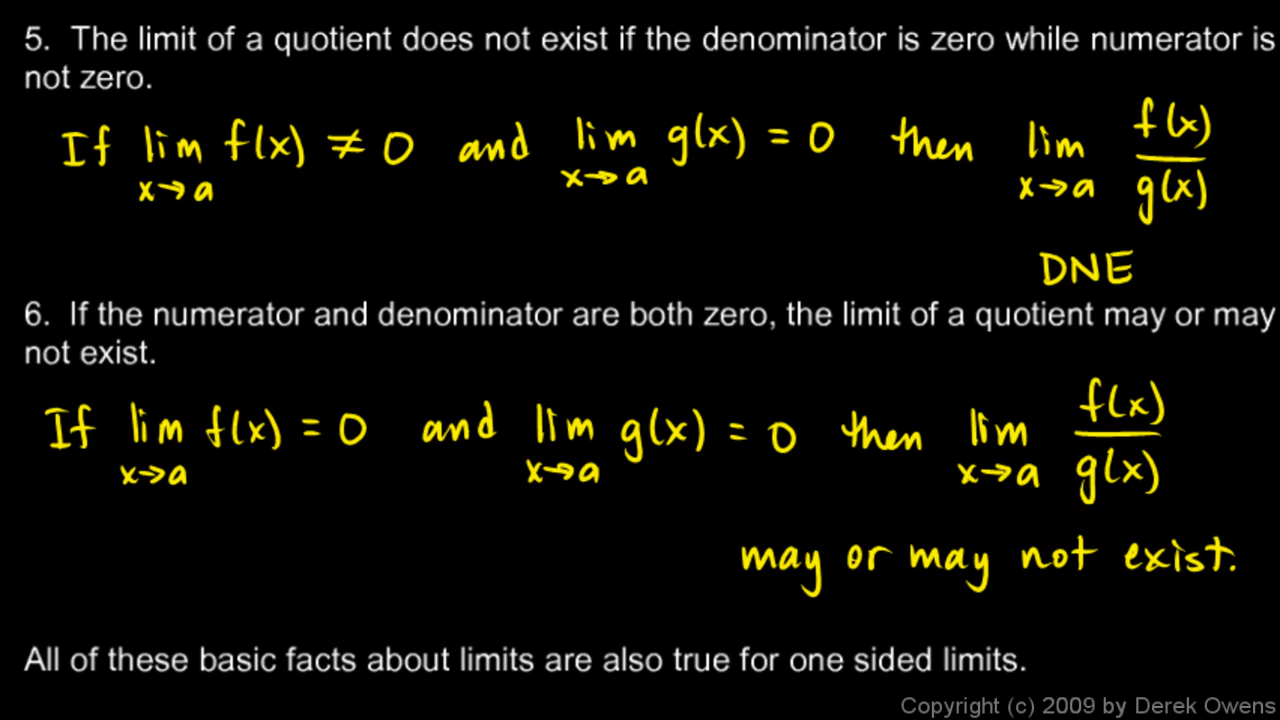 5. The limit of a quotient does not exist if the denominator is zero while numerator is
not zero.
If lim x→a f(x) ≠ 0 and lim x→a g(x) = 0 then lim x→a f(x)/g(x)
DNE
6. If the numerator and denominator are both zero, the limit of a quotient may or may
not exist.
If lim x→a f(x) = 0 and lim x→a g(x) = 0 then lim x→a f(x)/g(x)
may or may not exist.
All of these basic facts about limits are also true for one sided limits.
Copyright (c) 2009 by Derek Owens